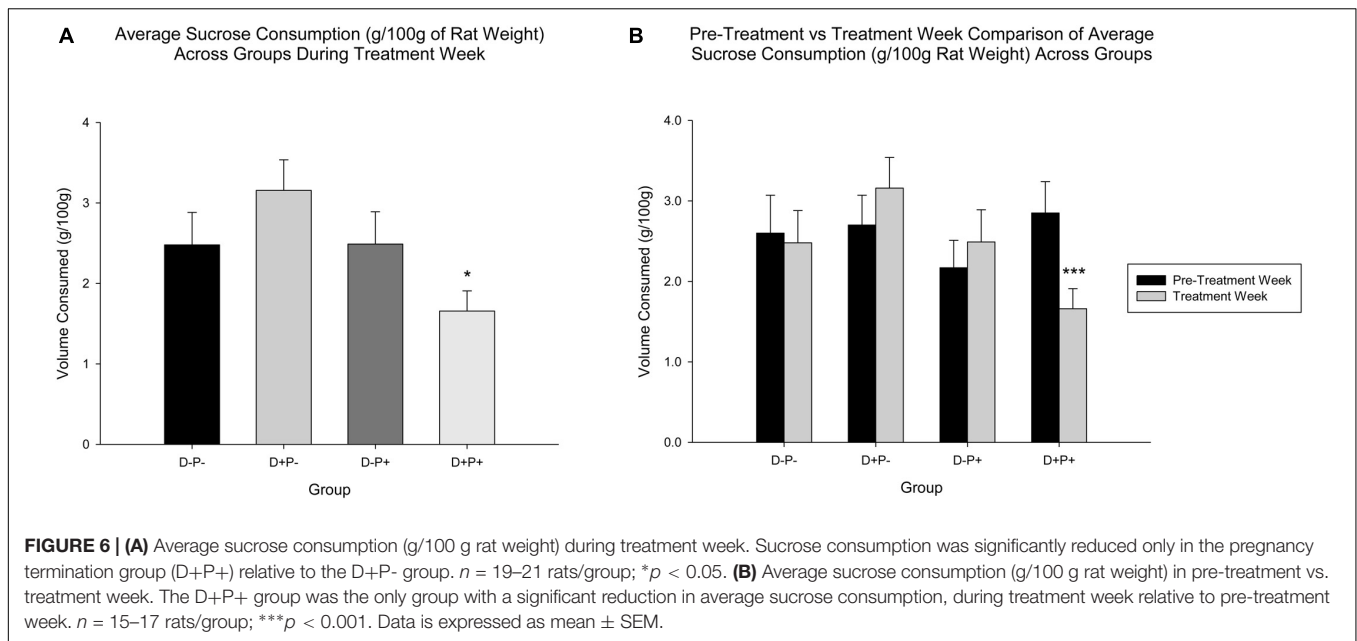 A
Average Sucrose Consumption (g/100g of Rat Weight)
Across Groups During Treatment Week
4
3
2
1
0
Volume Consumed (g/100g)
*
D-P-
D+P-
D-P+
D+P+
Group
B
Pre-Treatment vs Treatment Week Comparison of Average
Sucrose Consumption (g/100g Rat Weight) Across Groups
4.0
3.0
2.0
1.0
0.0
Volume Consumed (g/100g)
***
D-P-
D+P-
D-P+
D+P+
Group
Pre-Treatment Week
Treatment Week
FIGURE 6 | (A) Average sucrose consumption (g/100 g rat weight) during treatment week. Sucrose consumption was significantly reduced only in the pregnancy
termination group (D+P+) relative to the D+P- group. n = 19–21 rats/group; *p < 0.05. (B) Average sucrose consumption (g/100 g rat weight) in pre-treatment vs.
treatment week. The D+P+ group was the only group with a significant reduction in average sucrose consumption, during treatment week relative to pre-treatment
week. n = 15–17 rats/group; ***p < 0.001. Data is expressed as mean ± SEM.